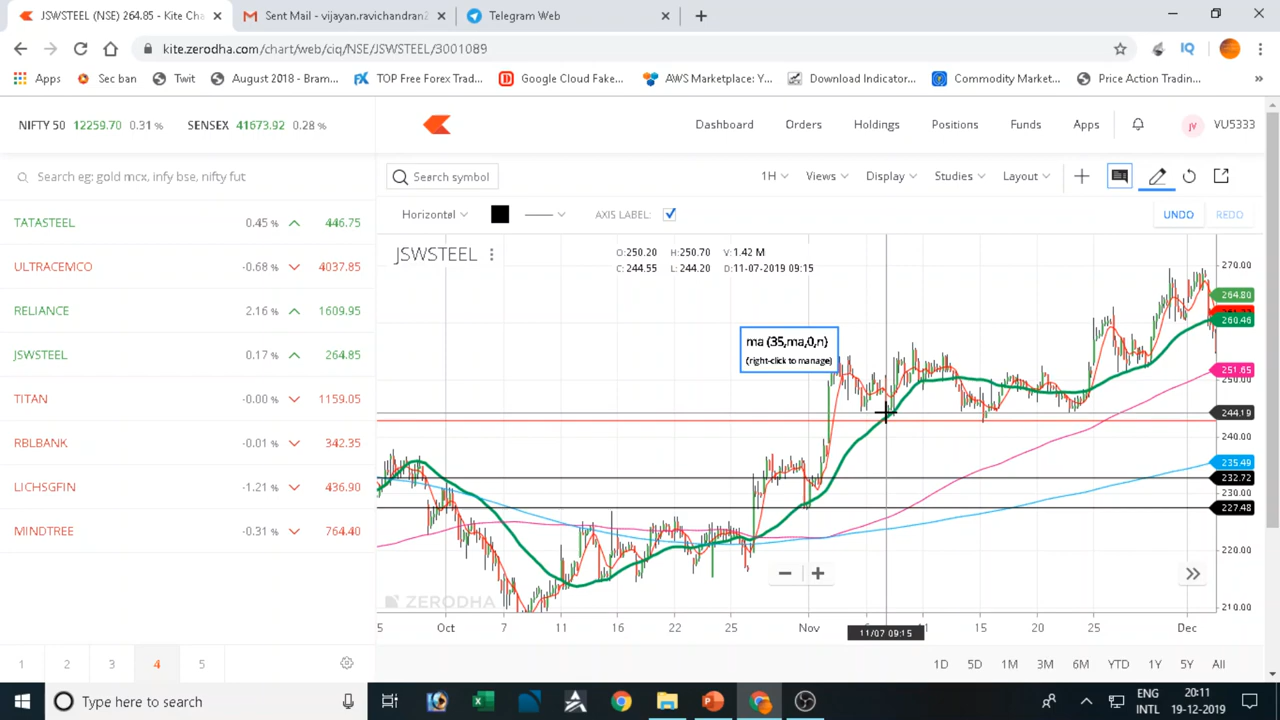 JSWSTEEL (NSE) 264.85 - Kite Cha
Sent Mail - vijayan.ravichandran2
Telegram Web
kite.zerodha.com/chart/web/ciq/NSE/JSWSTEEL/3001089
Apps
Sec ban
Twit
August 2018 - Bram...
TOP Free Forex Trad...
Google Cloud Fake...
AWS Marketplace: Y...
Download Indicator...
Commodity Market...
Price Action Tradin...
NIFTY 50 12259.70 0.31 %
SENSEX 41673.92 0.28 %
Dashboard
Orders
Holdings
Positions
Funds
Apps
JV
VU5333
Search eg: gold mcx, infy bse, nifty fut
Search symbol
1H
Views
Display
Studies
Layout
TATASTEEL 0.45 % 446.75
ULTRACEMCO -0.68 % 4037.85
RELIANCE 2.16 % 1609.95
JSWSTEEL 0.17 % 264.85
TITAN -0.00 % 1159.05
RBLBANK -0.01 % 342.35
LICHSGFIN -1.21 % 436.90
MINDTREE -0.31 % 764.40
Horizontal
AXIS LABEL:
UNDO
REDO
JSWSTEEL
O:250.20 H:250.70 V:1.42 M
C:244.55 L:244.20 D:11-07-2019 09:15
ma (35,ma,0,n)
(right-click to manage)
270.00
264.80
260.46
251.65
250.00
244.19
240.00
235.49
232.72
230.00
227.48
220.00
210.00
ZERODHA
5 Oct 7 11 16 22 25 Nov 11/07 09:15 11 15 20 25 Dec
1 2 3 4 5
1D 5D 1M 3M 6M YTD 1Y 5Y All
Type here to search
ENG
INTL
20:11
19-12-2019